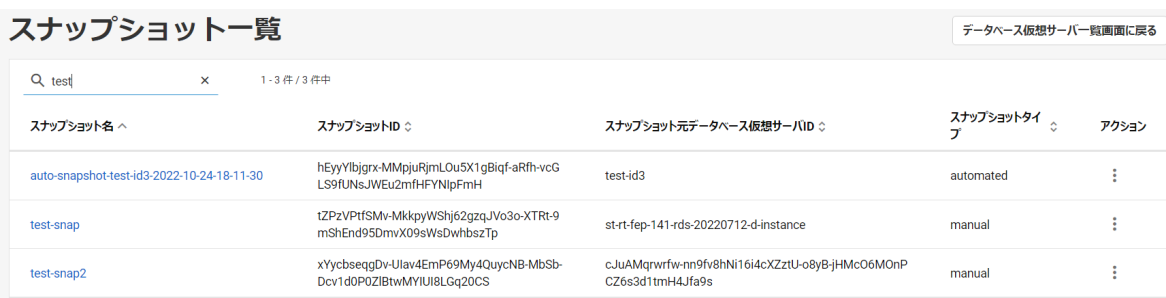 スナップショット一覧
データベース仮想サーバ一覧画面に戻る
test
1 - 3 件 / 3 件中
スナップショット名
スナップショットID
スナップショット元データベース仮想サーバID
スナップショットタイプ
アクション
auto-snapshot-test-id3-2022-10-24-18-11-30
hEyyYlbjgrx-MMpjuRjmLOu5X1gBiqf-aRfh-vcG
LS9fUNsJWEu2mfHFYNIpFmH
test-id3
automated
test-snap
tZPzVPtfSMv-MkkpyWShj62gzqJVo3o-XTRt-9
mShEnd95DmvX09sWsDwhbszTp
st-rt-fep-141-rds-20220712-d-instance
manual
test-snap2
xYycbseqgDv-UIav4EmP69My4QuycNB-MbSb-
Dcv1d0P0ZlBtwMYIUI8LGq20CS
cJuAMqrwrfw-nn9fv8hNi16i4cXZztU-o8yB-jHMcO6MOnP
CZ6s3d1tmH4Jfa9s
manual